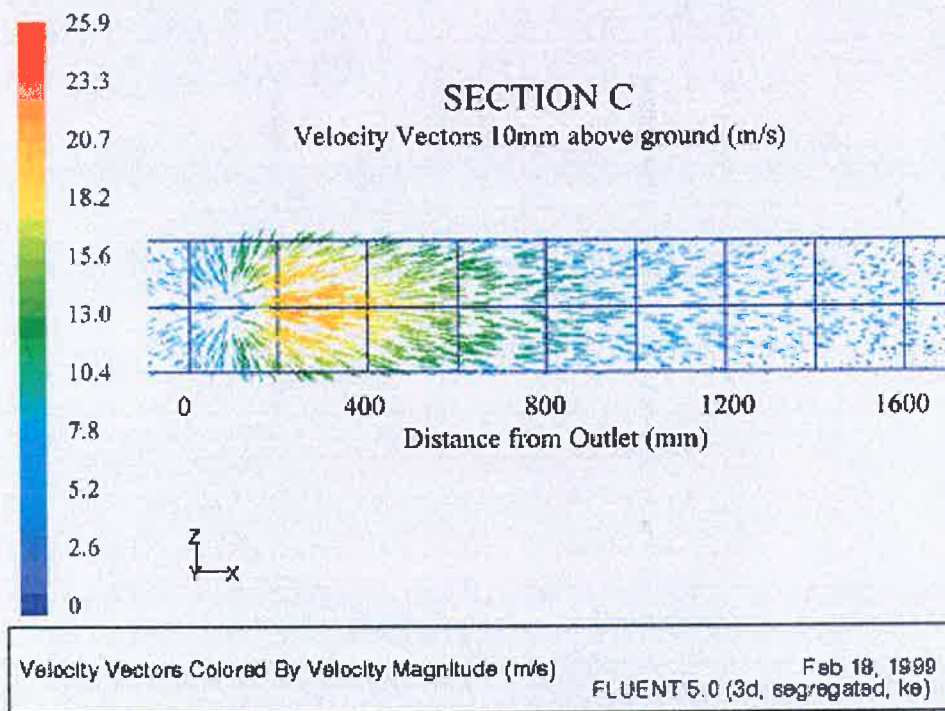 25.9
23.3
20.7
18.2
15.6
13.0
10.4
7.8
5.2
2.6
0
SECTION C
Velocity Vectors 10mm above ground (m/s)
0 400 800 1200 1600
Distance from Outlet (mm)
Z
Y X
Velocity Vectors Colored By Velocity Magnitude (m/s)
Feb 18, 1999
FLUENT 5.0 (3d, segregated, ke)